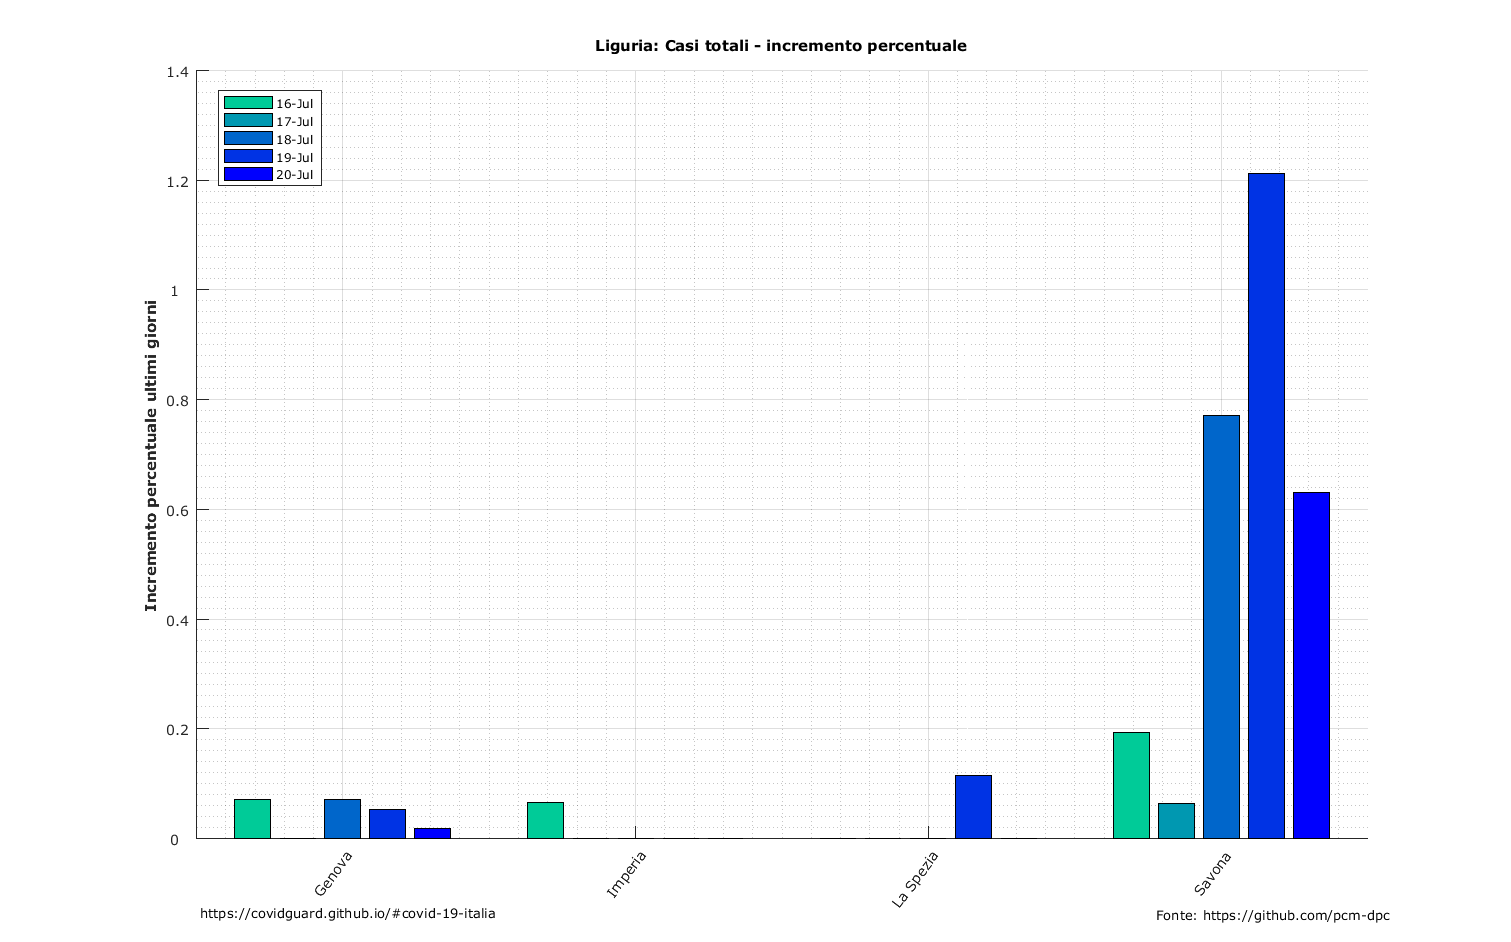 Liguria: Casi totali - incremento percentuale
1.4
16-Jul
17-Jul
18-Jul
19-Jul
20-Jul
1.2
1
0.8
0.6
0.4
0.2
0
Incremento percentuale ultimi giorni
Genova
Imperia
La Spezia
Savona
https://covidguard.github.io/#covid-19-italia
Fonte: https://github.com/pcm-dpc